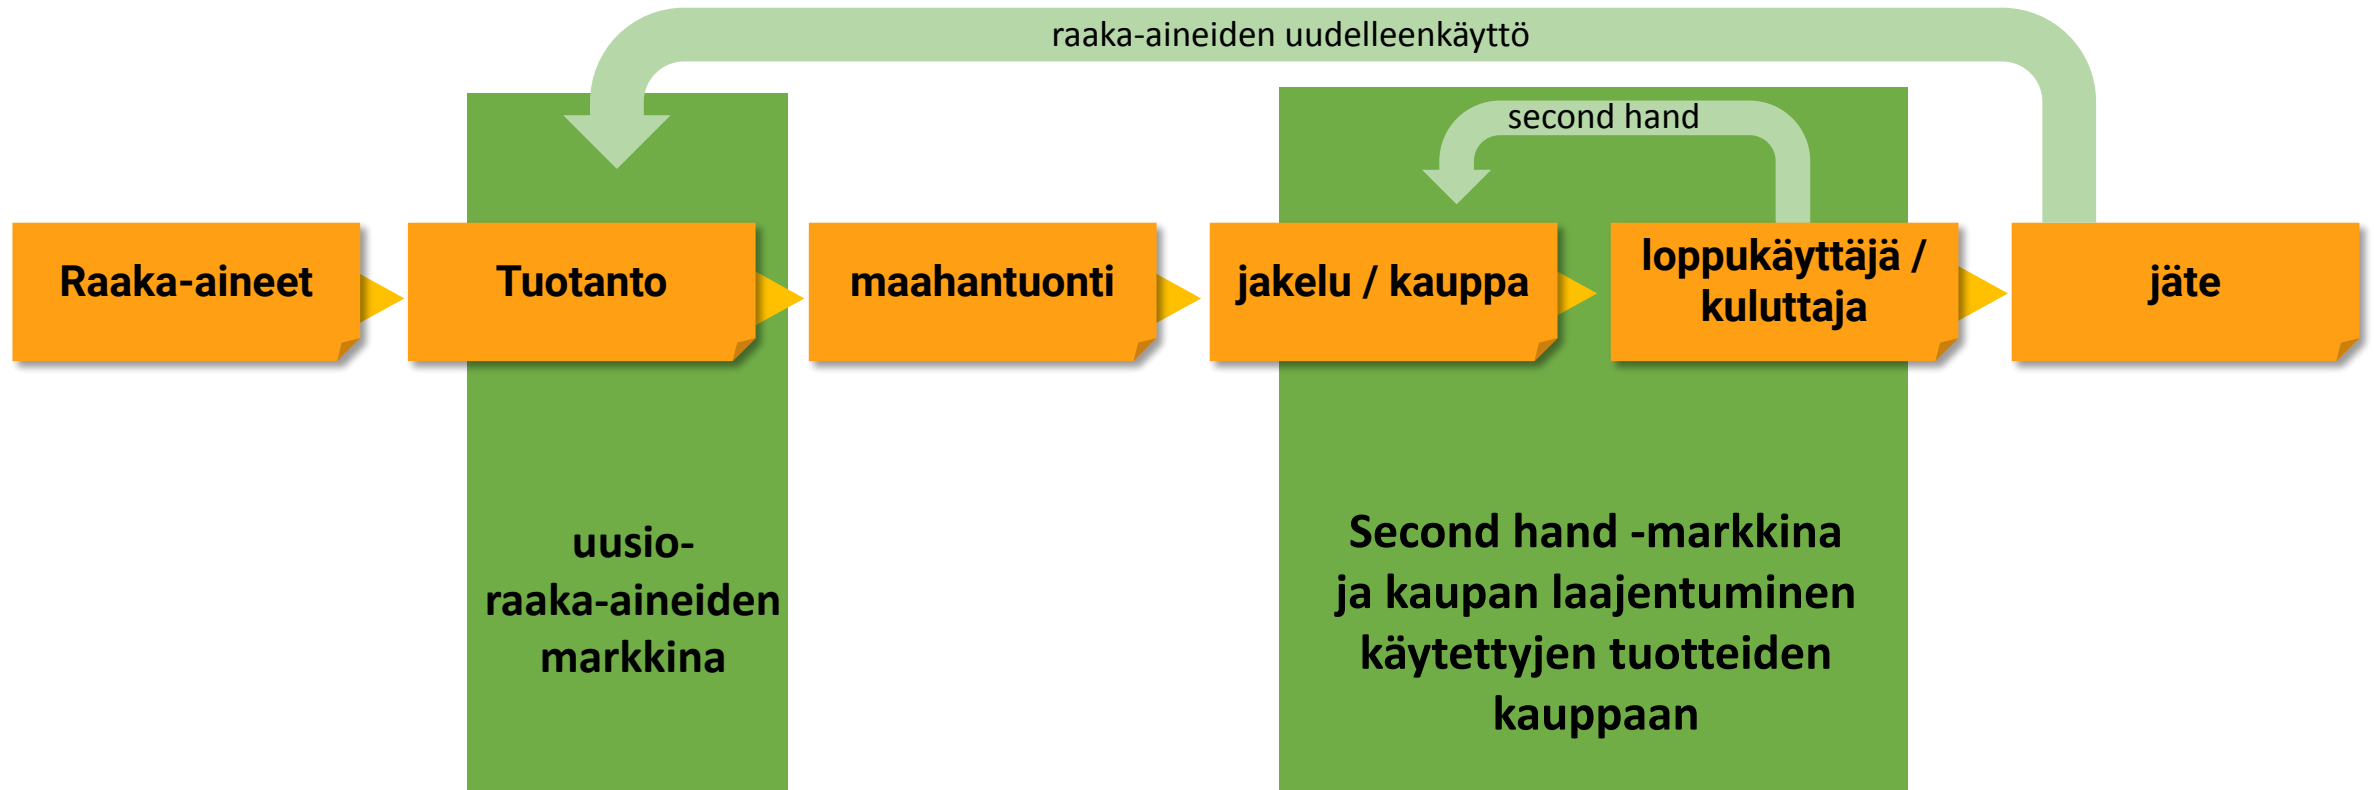 raaka-aineiden uudelleenkäyttö
second hand
Raaka-aineet
Tuotanto
maahantuonti
jakelu / kauppa
loppukäyttäjä /
kuluttaja
jäte
uusio-
raaka-aineiden
markkina
Second hand -markkina
ja kaupan laajentuminen
käytettyjen tuotteiden
kauppaan